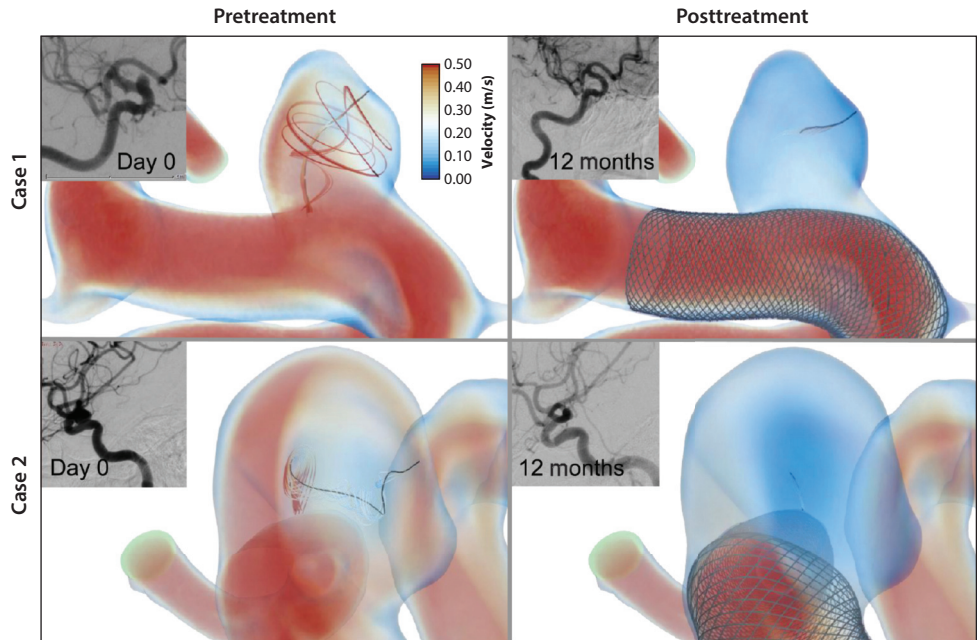 Pretreatment
Posttreatment
Case 1
Day 0
0.50
0.40
0.30
0.20
0.10
0.00
Velocity (m/s)
12 months
Case 2
Day 0
12 months